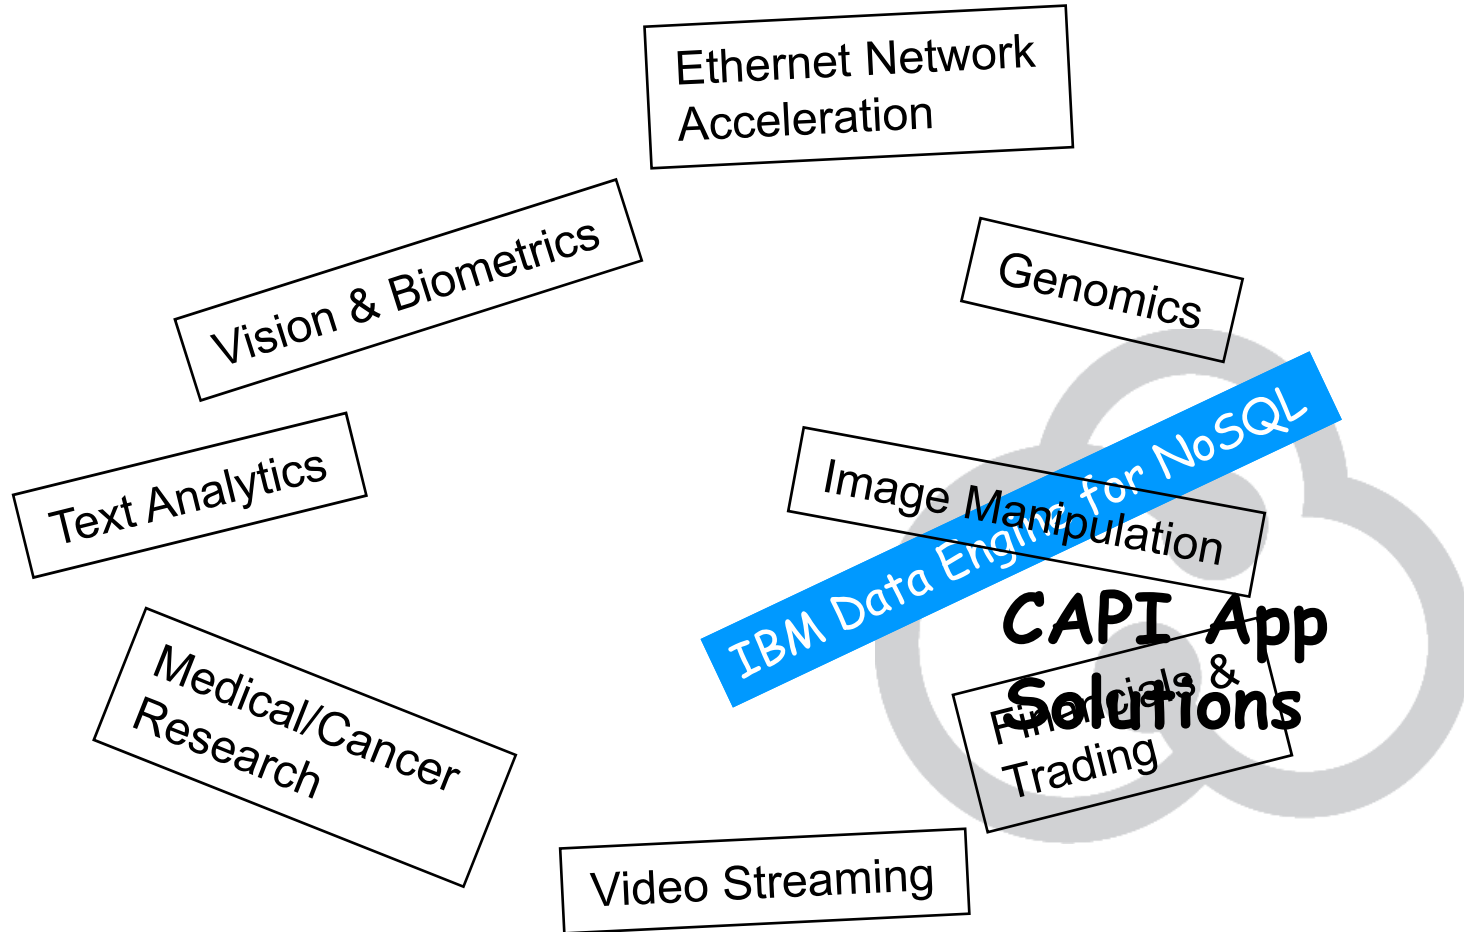 Ethernet Network
Acceleration
Vision & Biometrics
Genomics
Text Analytics
Image Manipulation
IBM Data Engine for NoSQL
CAPI App
Solutions
Financials &
Trading
Medical/Cancer
Research
Video Streaming